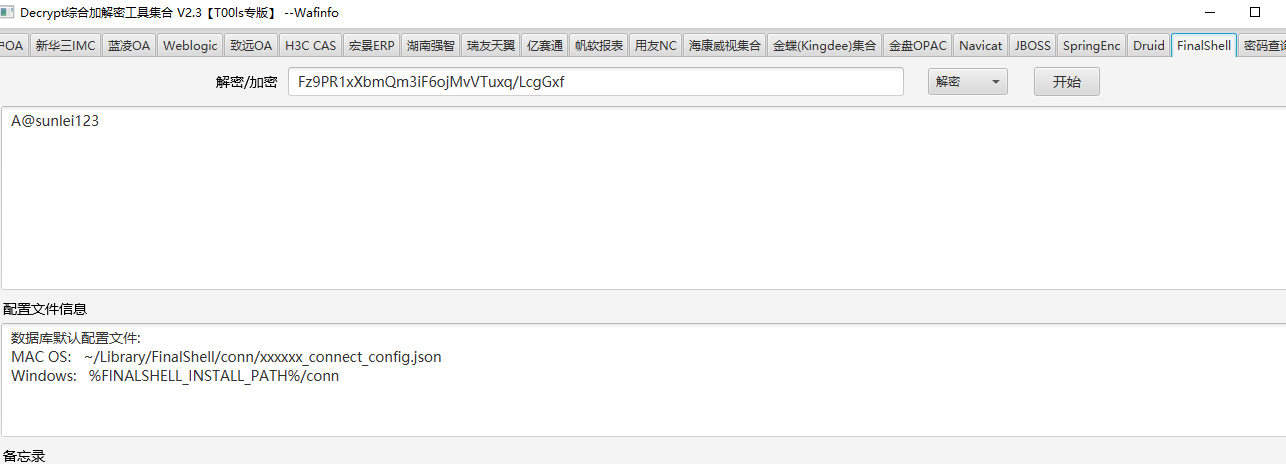 Decrypt综合加解密工具集合 V2.3【T00ls专版】 --Wafinfo
OA 新华三IMC 蓝凌OA Weblogic 致远OA H3C CAS 宏景ERP 湖南强智 瑞友天翼 亿赛通 帆软报表 用友NC 海康威视集合 金蝶(Kingdee)集合 金盘OPAC Navicat JBOSS SpringEnc Druid FinalShell 密码查询
解密/加密 Fz9PR1xXbmQm3iF6ojMvVTuxq/LcgGxf 解密 开始
A@sunlei123
配置文件信息
数据库默认配置文件:
MAC OS: ~/Library/FinalShell/conn/xxxxxx_connect_config.json
Windows: %FINALSHELL_INSTALL_PATH%/conn
备忘录